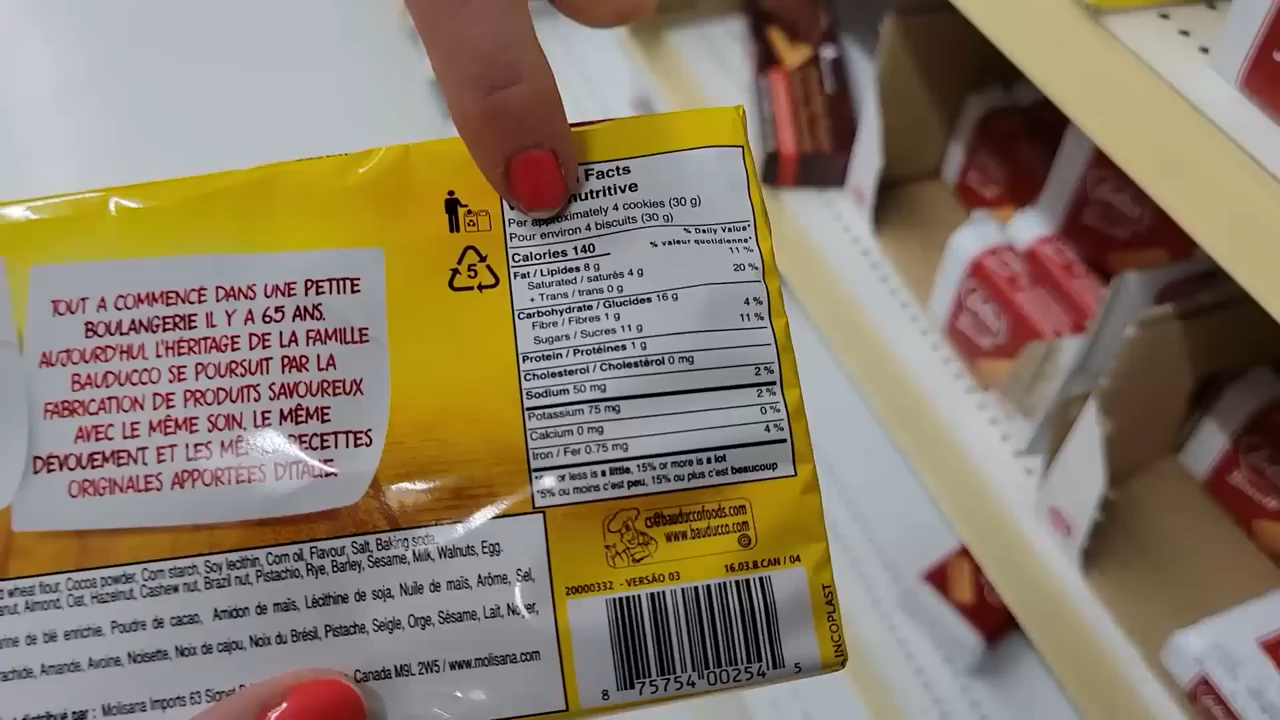 TOUT A COMMENCÉ DANS UNE PETITE
BOULANGERIE IL Y A 65 ANS.
AUJOURD'HUI L'HÉRITAGE DE LA FAMILLE
BAUDUCCO SE POURSUIT PAR LA
FABRICATION DE PRODUITS SAVOUREUX
AVEC LE MÊME SOIN, LE MÊME
DÉVOUEMENT ET LES RECETTES
ORIGINALES APPORTÉES D'ITALIE.
5
Facts
nutritive
Per approximately 4 cookies (30 g)
Pour environ 4 biscuits (30 g)
% Daily Value*
Calories 140 % valeur quotidienne*
Fat / Lipides 8 g 11 %
Saturated / saturés 4 g 20 %
+ Trans / trans 0 g
Carbohydrate / Glucides 16 g
Fibre / Fibres 1 g 4 %
Sugars / Sucres 11 g 11 %
Protein / Protéines 1 g
Cholesterol / Cholestérol 0 mg
Sodium 50 mg 2 %
Potassium 75 mg 2 %
Calcium 0 mg 0 %
Iron / Fer 0.75 mg 4 %
or less is a little, 15% or more is a lot
*5% ou moins c'est peu, 15% ou plus c'est beaucoup
wheat flour, Cocoa powder, Corn starch, Soy lecithin, Corn oil, Flavour, Salt, Baking soda.
Almond, Oat, Hazelnut, Cashew nut, Brazil nut, Pistachio, Rye, Barley, Sesame, Milk, Walnuts, Egg.
de blé enrichie, Poudre de cacao, Amidon de maïs, Lécithine de soja, Nuile de maïs, Arôme, Sel,
Amande, Avoine, Noisette, Noix de cajou, Noix du Brésil, Pistache, Seigle, Orge, Sésame, Lait,
par : Molisana Imports 63 Canada M9L 2W5 / www.molisana.com
cs@bauduccofoods.com
www.bauducco.com
20000332 - VERSÃO 03 16.03.B.CAN / 04
8 75754 00254 5
INCOPLAST